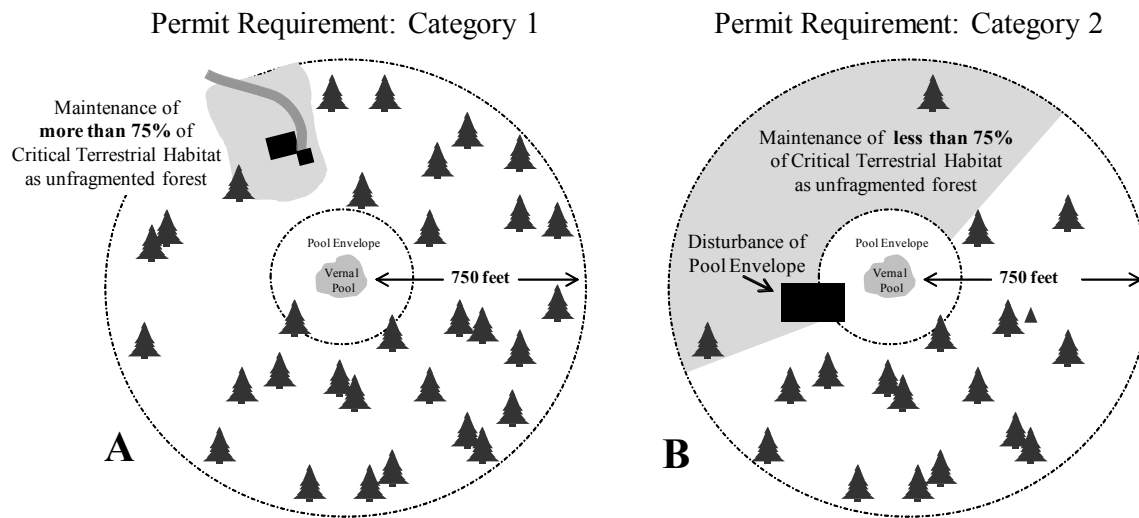 Permit Requirement: Category 1
Maintenance of
more than 75% of
Critical Terrestrial Habitat
as unfragmented forest
Pool Envelope
Vernal
Pool
750 feet
A
Permit Requirement: Category 2
Maintenance of less than 75%
of Critical Terrestrial Habitat
as unfragmented forest
Disturbance of
Pool Envelope
Pool Envelope
Vernal
Pool
750 feet
B